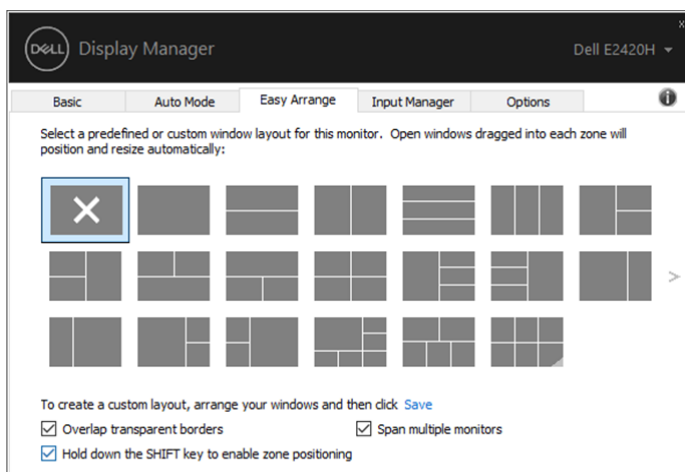 x
DELL Display Manager Dell E2420H
Basic Auto Mode Easy Arrange Input Manager Options i
Select a predefined or custom window layout for this monitor. Open windows dragged into each zone will
position and resize automatically:
>
To create a custom layout, arrange your windows and then click Save
Overlap transparent borders Span multiple monitors
Hold down the SHIFT key to enable zone positioning